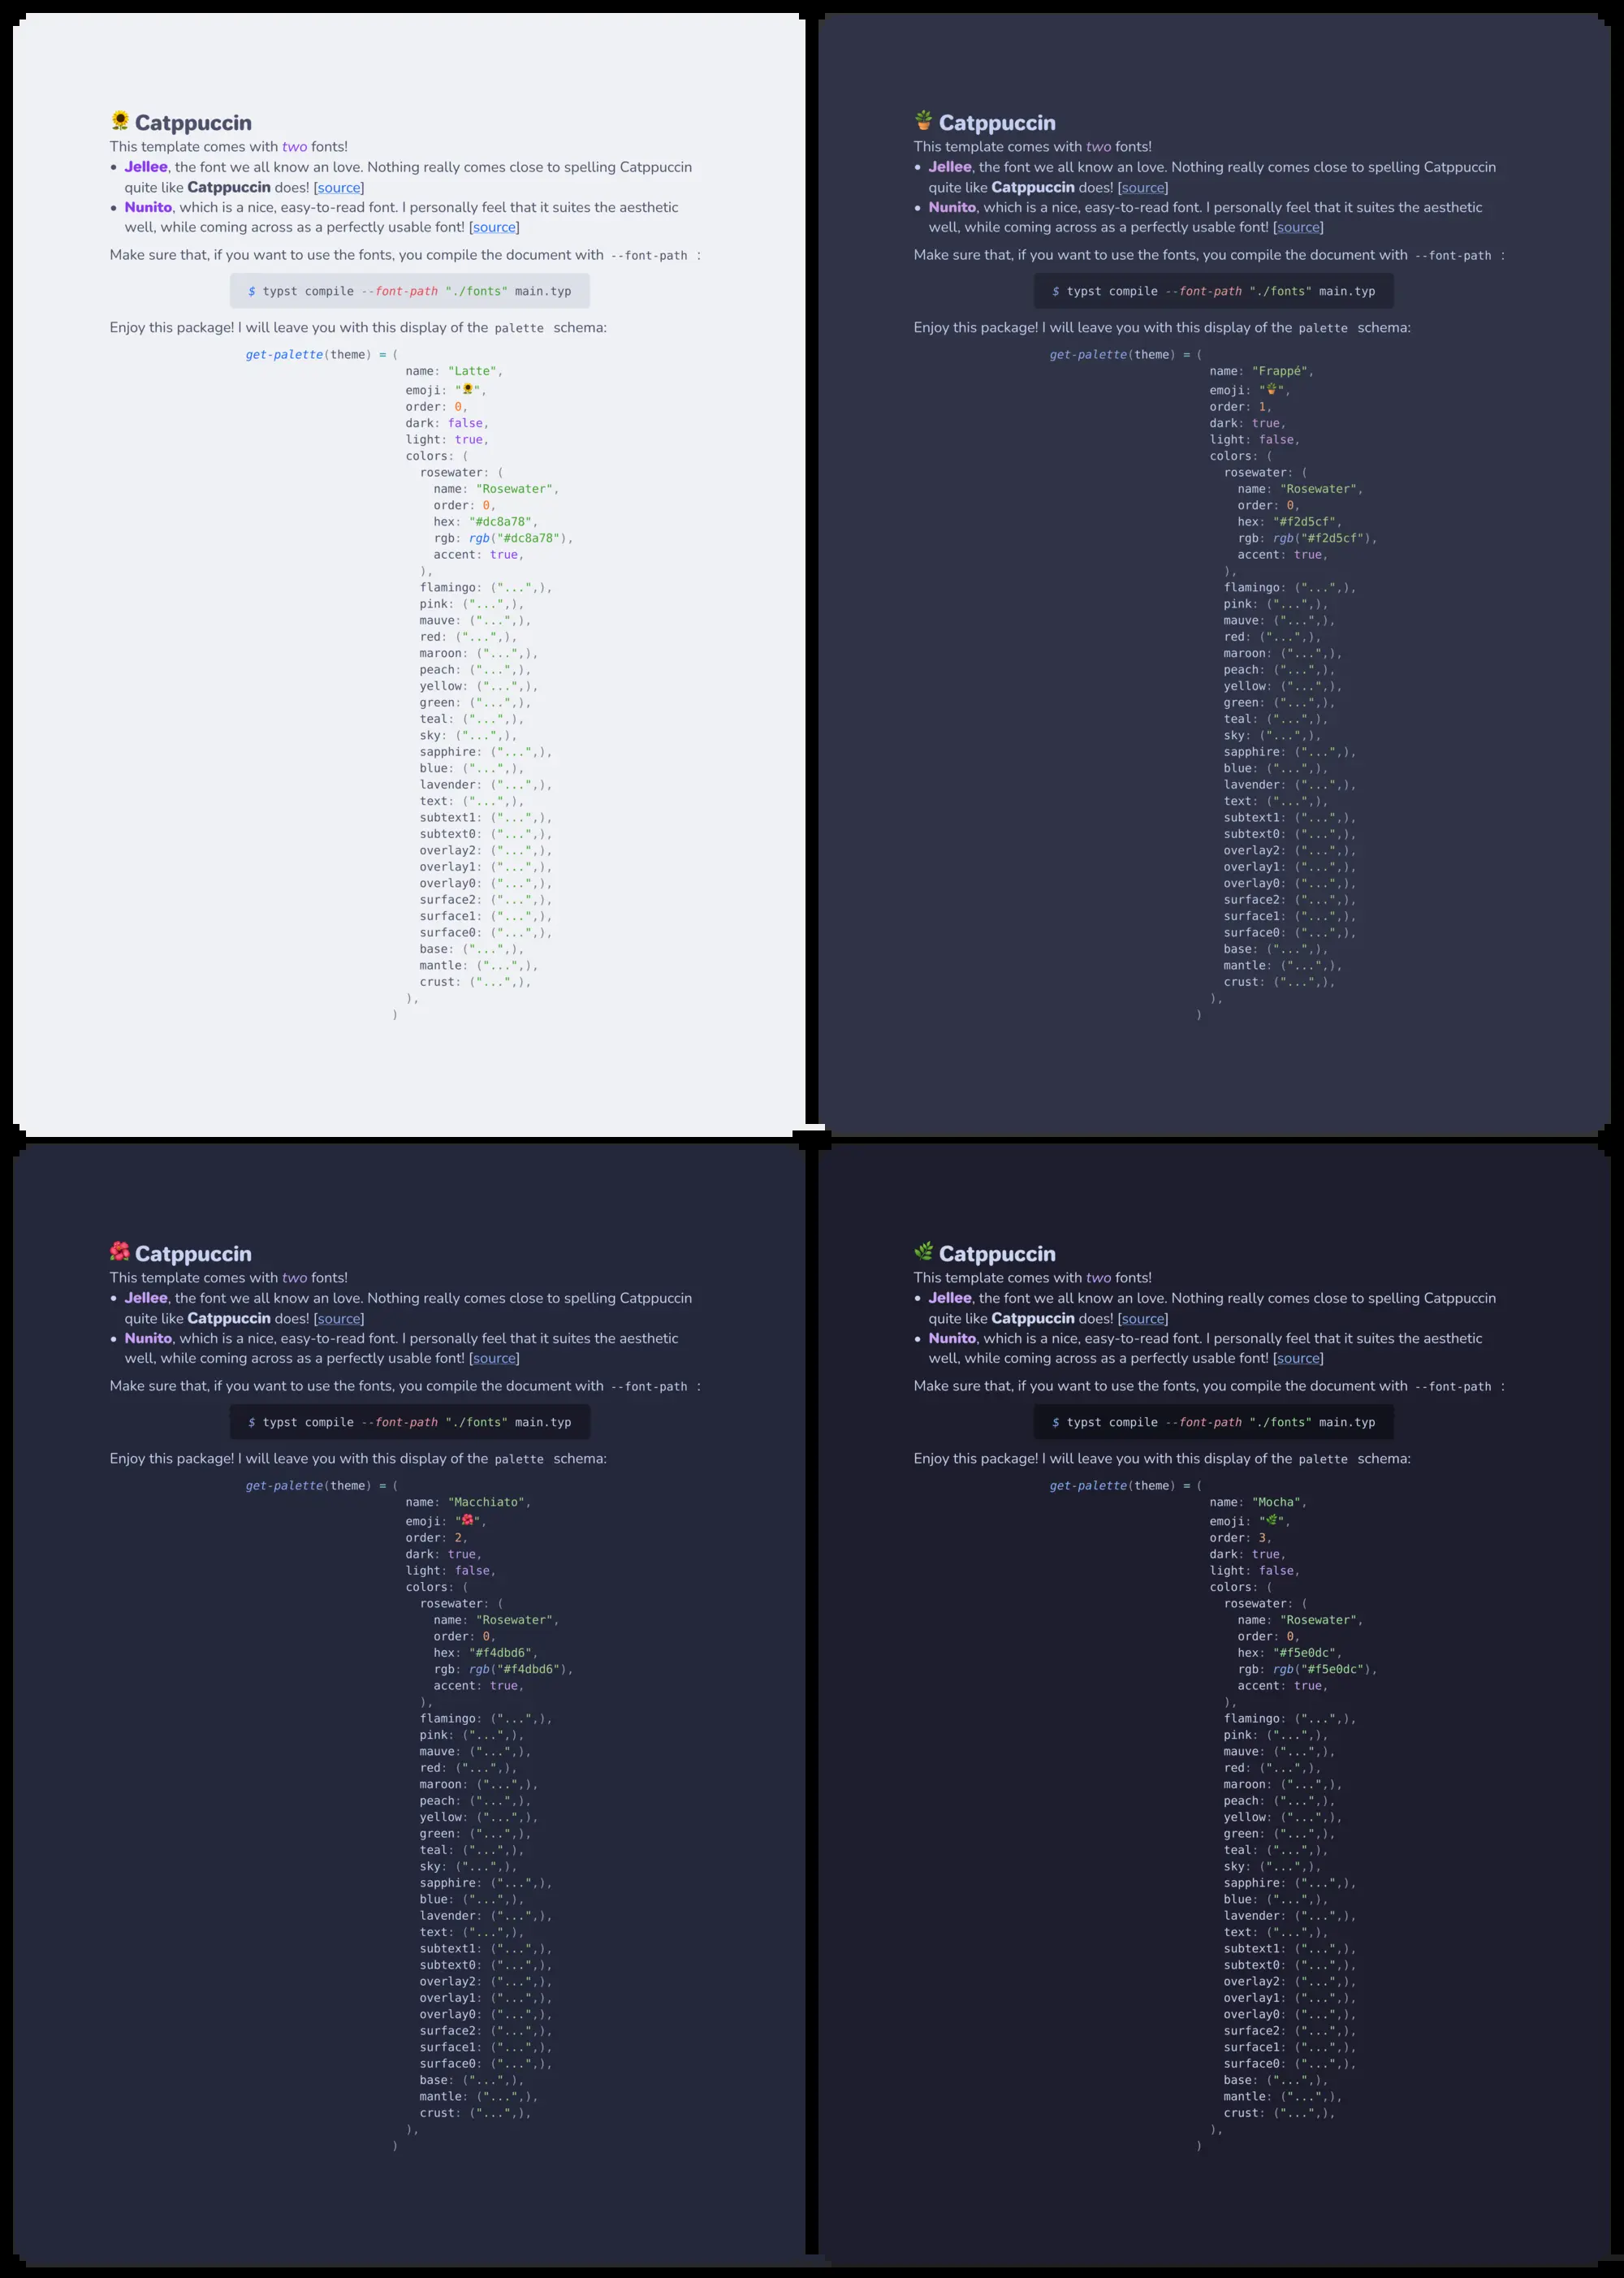 🌻 Catppuccin
This template comes with two fonts!
• Jellee, the font we all know an love. Nothing really comes close to spelling Catppuccin
quite like Catppuccin does! [source]
• Nunito, which is a nice, easy-to-read font. I personally feel that it suites the aesthetic
well, while coming across as a perfectly usable font! [source]
Make sure that, if you want to use the fonts, you compile the document with --font-path :
$ typst compile --font-path "./fonts" main.typ
Enjoy this package! I will leave you with this display of the palette schema:
get-palette(theme) = (
name: "Latte",
emoji: "🌻",
order: 0,
dark: false,
light: true,
colors: (
rosewater: (
name: "Rosewater",
order: 0,
hex: "#dc8a78",
rgb: rgb("#dc8a78"),
accent: true,
),
flamingo: ("...",),
pink: ("...",),
mauve: ("...",),
red: ("...",),
maroon: ("...",),
peach: ("...",),
yellow: ("...",),
green: ("...",),
teal: ("...",),
sky: ("...",),
sapphire: ("...",),
blue: ("...",),
lavender: ("...",),
text: ("...",),
subtext1: ("...",),
subtext0: ("...",),
overlay2: ("...",),
overlay1: ("...",),
overlay0: ("...",),
surface2: ("...",),
surface1: ("...",),
surface0: ("...",),
base: ("...",),
mantle: ("...",),
crust: ("...",),
),
)
🪴 Catppuccin
This template comes with two fonts!
• Jellee, the font we all know an love. Nothing really comes close to spelling Catppuccin
quite like Catppuccin does! [source]
• Nunito, which is a nice, easy-to-read font. I personally feel that it suites the aesthetic
well, while coming across as a perfectly usable font! [source]
Make sure that, if you want to use the fonts, you compile the document with --font-path :
$ typst compile --font-path "./fonts" main.typ
Enjoy this package! I will leave you with this display of the palette schema:
get-palette(theme) = (
name: "Frappé",
emoji: "🪴",
order: 1,
dark: true,
light: false,
colors: (
rosewater: (
name: "Rosewater",
order: 0,
hex: "#f2d5cf",
rgb: rgb("#f2d5cf"),
accent: true,
),
flamingo: ("...",),
pink: ("...",),
mauve: ("...",),
red: ("...",),
maroon: ("...",),
peach: ("...",),
yellow: ("...",),
green: ("...",),
teal: ("...",),
sky: ("...",),
sapphire: ("...",),
blue: ("...",),
lavender: ("...",),
text: ("...",),
subtext1: ("...",),
subtext0: ("...",),
overlay2: ("...",),
overlay1: ("...",),
overlay0: ("...",),
surface2: ("...",),
surface1: ("...",),
surface0: ("...",),
base: ("...",),
mantle: ("...",),
crust: ("...",),
),
)
🌺 Catppuccin
This template comes with two fonts!
• Jellee, the font we all know an love. Nothing really comes close to spelling Catppuccin
quite like Catppuccin does! [source]
• Nunito, which is a nice, easy-to-read font. I personally feel that it suites the aesthetic
well, while coming across as a perfectly usable font! [source]
Make sure that, if you want to use the fonts, you compile the document with --font-path :
$ typst compile --font-path "./fonts" main.typ
Enjoy this package! I will leave you with this display of the palette schema:
get-palette(theme) = (
name: "Macchiato",
emoji: "🌺",
order: 2,
dark: true,
light: false,
colors: (
rosewater: (
name: "Rosewater",
order: 0,
hex: "#f4dbd6",
rgb: rgb("#f4dbd6"),
accent: true,
),
flamingo: ("...",),
pink: ("...",),
mauve: ("...",),
red: ("...",),
maroon: ("...",),
peach: ("...",),
yellow: ("...",),
green: ("...",),
teal: ("...",),
sky: ("...",),
sapphire: ("...",),
blue: ("...",),
lavender: ("...",),
text: ("...",),
subtext1: ("...",),
subtext0: ("...",),
overlay2: ("...",),
overlay1: ("...",),
overlay0: ("...",),
surface2: ("...",),
surface1: ("...",),
surface0: ("...",),
base: ("...",),
mantle: ("...",),
crust: ("...",),
),
)
🌿 Catppuccin
This template comes with two fonts!
• Jellee, the font we all know an love. Nothing really comes close to spelling Catppuccin
quite like Catppuccin does! [source]
• Nunito, which is a nice, easy-to-read font. I personally feel that it suites the aesthetic
well, while coming across as a perfectly usable font! [source]
Make sure that, if you want to use the fonts, you compile the document with --font-path :
$ typst compile --font-path "./fonts" main.typ
Enjoy this package! I will leave you with this display of the palette schema:
get-palette(theme) = (
name: "Mocha",
emoji: "🌿",
order: 3,
dark: true,
light: false,
colors: (
rosewater: (
name: "Rosewater",
order: 0,
hex: "#f5e0dc",
rgb: rgb("#f5e0dc"),
accent: true,
),
flamingo: ("...",),
pink: ("...",),
mauve: ("...",),
red: ("...",),
maroon: ("...",),
peach: ("...",),
yellow: ("...",),
green: ("...",),
teal: ("...",),
sky: ("...",),
sapphire: ("...",),
blue: ("...",),
lavender: ("...",),
text: ("...",),
subtext1: ("...",),
subtext0: ("...",),
overlay2: ("...",),
overlay1: ("...",),
overlay0: ("...",),
surface2: ("...",),
surface1: ("...",),
surface0: ("...",),
base: ("...",),
mantle: ("...",),
crust: ("...",),
),
)